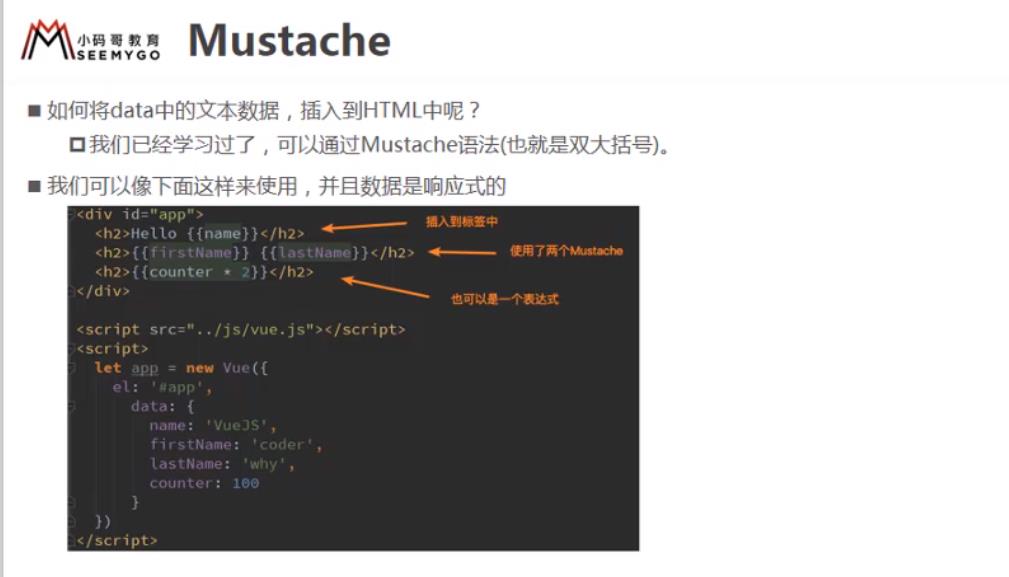 小码哥教育
SEEMYGO
Mustache
如何将data中的文本数据，插入到HTML中呢？
我们已经学习过了，可以通过Mustache语法(也就是双大括号)。
我们可以像下面这样来使用，并且数据是响应式的
<div id="app">
<h2>Hello {{name}}</h2>
插入到标签中
<h2>{{firstName}} {{lastName}}</h2>
使用了两个Mustache
<h2>{{counter * 2}}</h2>
也可以是一个表达式
</div>
<script src="../js/vue.js"></script>
<script>
let app = new Vue({
el: '#app',
data: {
name: 'VueJS',
firstName: 'coder',
lastName: 'why',
counter: 100
}
})
</script>